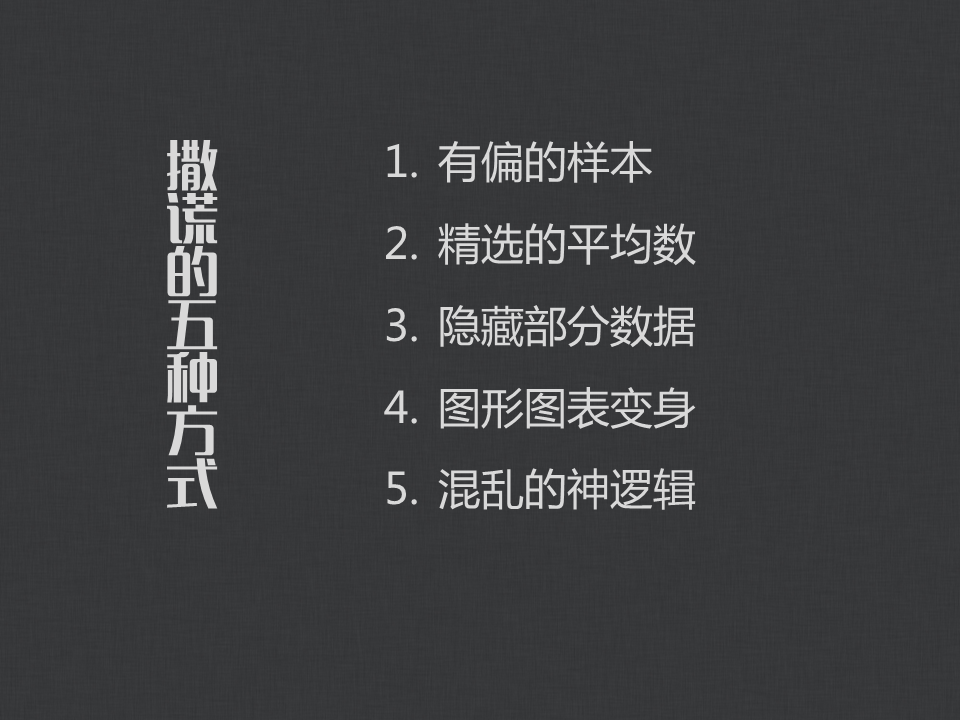 撒谎的五种方式
1. 有偏的样本
2. 精选的平均数
3. 隐藏部分数据
4. 图形图表变身
5. 混乱的神逻辑